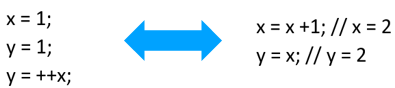 x = 1;
y = 1;
y = ++x;
x = x +1; // x = 2
y = x; // y = 2